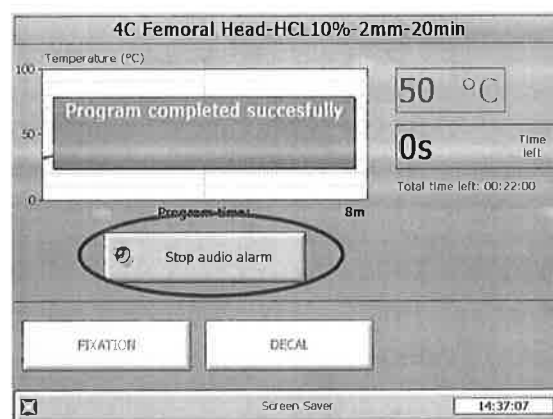 4C Femoral Head-HCL10%-2mm-20min
Temperature (°C)
100
50
0
Program completed succesfully
Program time:
8m
50 °C
0s
Time left
Total time left: 00:22:00
Stop audio alarm
FIXATION
DECAL
Screen Saver
14:37:07